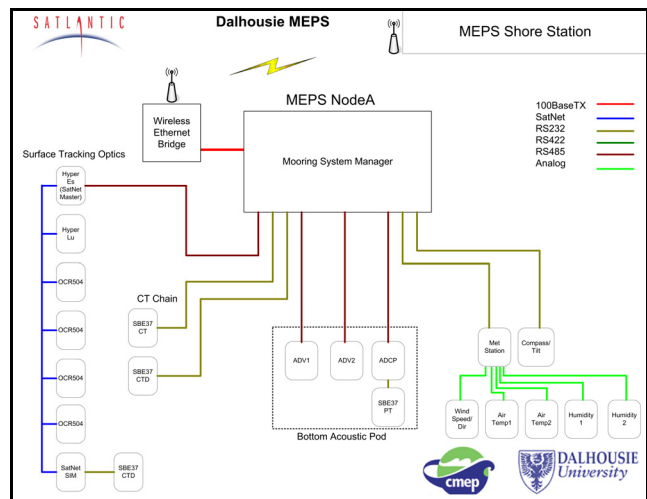 SATLANTIC
Dalhousie MEPS
MEPS Shore Station
MEPS NodeA
100BaseTX
SatNet
RS232
RS422
RS485
Analog
Wireless
Ethernet
Bridge
Mooring System Manager
Surface Tracking Optics
Hyper
Es
(SatNet
Master)
Hyper
Lu
OCR504
OCR504
OCR504
OCR504
SatNet
SIM
SBE37
CTD
CT Chain
SBE37
CT
SBE37
CTD
ADV1
ADV2
ADCP
SBE37
PT
Bottom Acoustic Pod
Met
Station
Compass/
Tilt
Wind
Speed/
Dir
Air
Temp1
Air
Temp2
Humidity
1
Humidity
2
cmep
DALHOUSIE
University